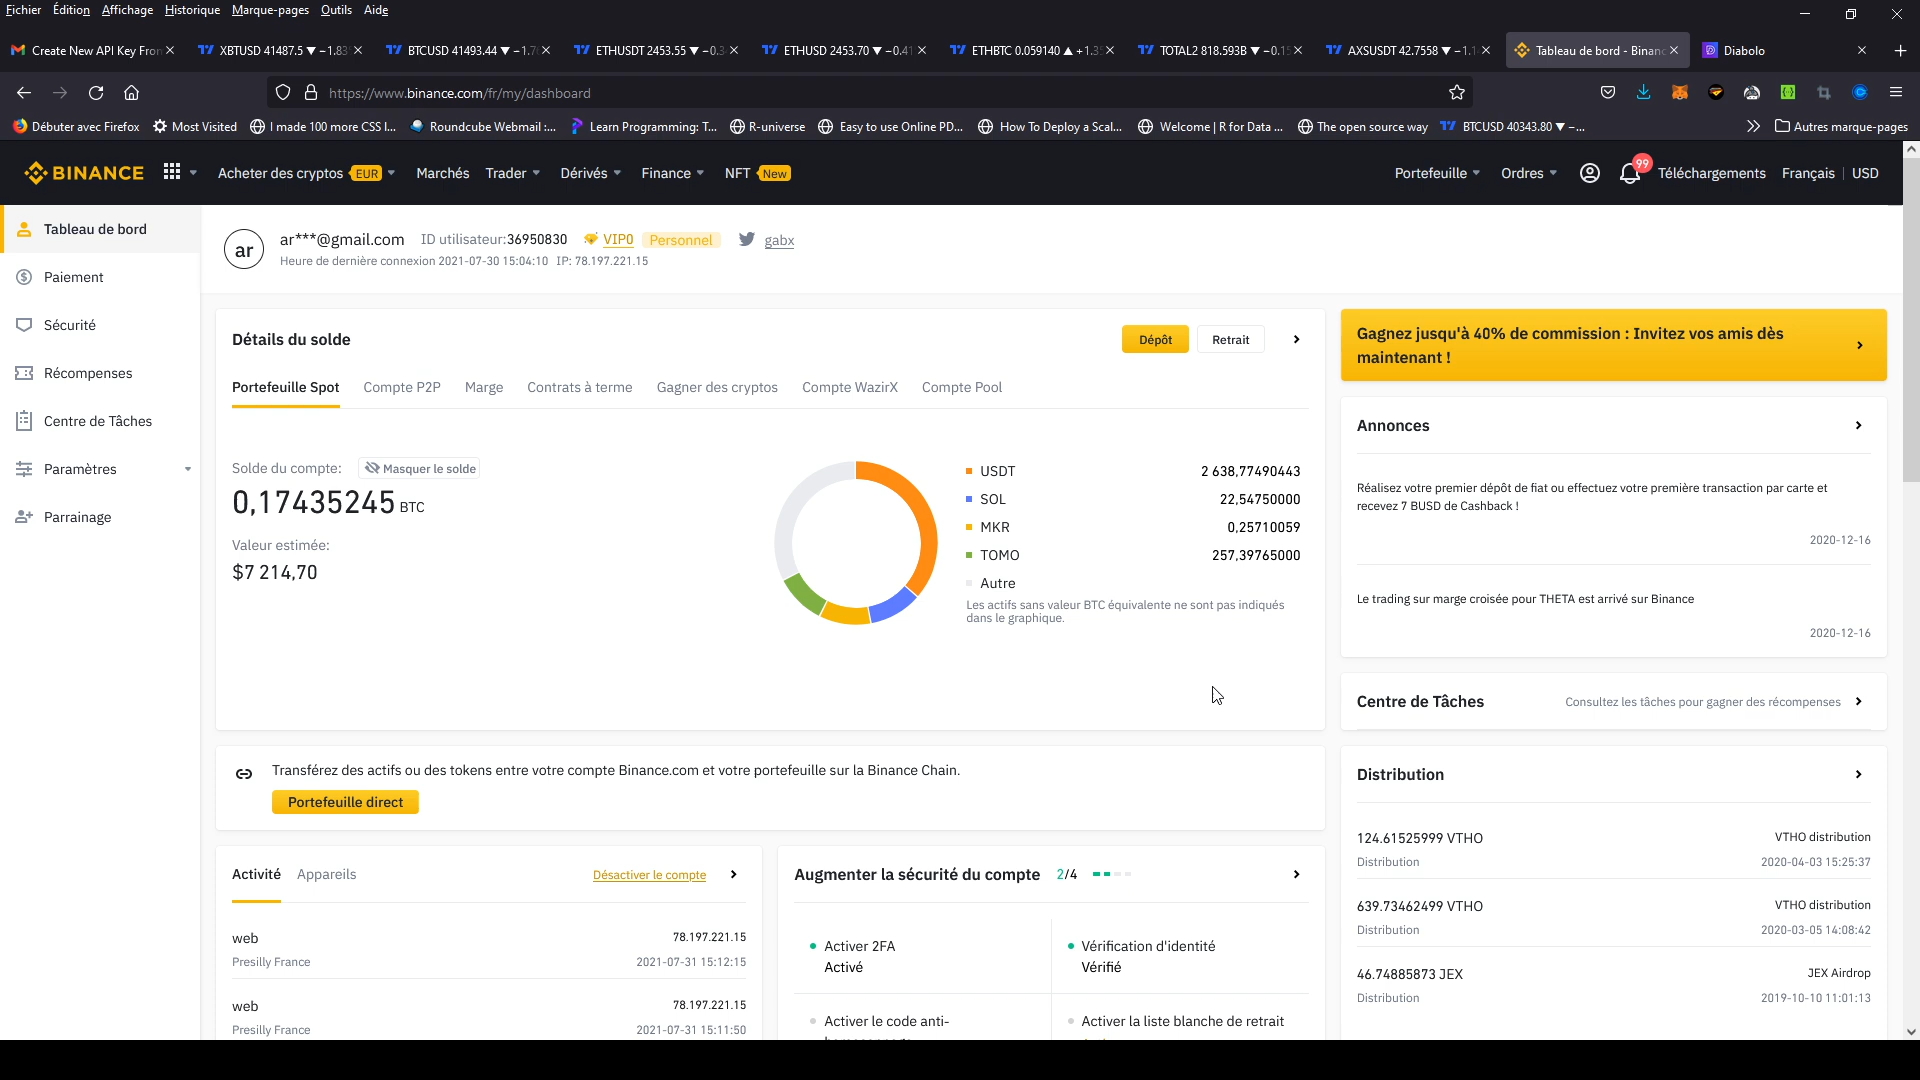 Fichier Édition Affichage Historique Marque-pages Outils Aide
Create New API Key Fron XBTUSD 41487.5 ▼ −1.83 BTCUSD 41493.44 ▼ −1.7 ETHUSDT 2453.55 ▼ −0.3 ETHUSD 2453.70 ▼ −0.41 ETHBTC 0.059140 ▲ +1.3 TOTAL2 818.593B ▼ −0.1 AXSUSDT 42.7558 ▼ −1.1 Tableau de bord - Binanc Diabolo
https://www.binance.com/fr/my/dashboard
Débuter avec Firefox Most Visited I made 100 more CSS l... Roundcube Webmail :... Learn Programming: T... R-universe Easy to use Online PD... How To Deploy a Scal... Welcome | R for Data ... The open source way BTCUSD 40343.80 ▼ −... Autres marque-pages
BINANCE Acheter des cryptos EUR Marchés Trader Dérivés Finance NFT New Portefeuille Ordres 99 Téléchargements Français USD
Tableau de bord
Paiement
Sécurité
Récompenses
Centre de Tâches
Paramètres
Parrainage
ar
ar***@gmail.com ID utilisateur:36950830 VIP0 Personnel gabx
Heure de dernière connexion 2021-07-30 15:04:10 IP: 78.197.221.15
Détails du solde Dépôt Retrait
Portefeuille Spot Compte P2P Marge Contrats à terme Gagner des cryptos Compte WazirX Compte Pool
Solde du compte: Masquer le solde
0,17435245 BTC
Valeur estimée:
$7 214,70
USDT 2 638,77490443
SOL 22,54750000
MKR 0,25710059
TOMO 257,39765000
Autre
Les actifs sans valeur BTC équivalente ne sont pas indiqués
dans le graphique.
Transférez des actifs ou des tokens entre votre compte Binance.com et votre portefeuille sur la Binance Chain.
Portefeuille direct
Activité Appareils Désactiver le compte
web 78.197.221.15
Presilly France 2021-07-31 15:12:15
web 78.197.221.15
Presilly France 2021-07-31 15:11:50
Augmenter la sécurité du compte 2/4
Activer 2FA
Activé
Vérification d'identité
Vérifié
Activer le code anti-
Activer la liste blanche de retrait
Gagnez jusqu'à 40% de commission : Invitez vos amis dès
maintenant !
Annonces
Réalisez votre premier dépôt de fiat ou effectuez votre première transaction par carte et
recevez 7 BUSD de Cashback !
2020-12-16
Le trading sur marge croisée pour THETA est arrivé sur Binance
2020-12-16
Centre de Tâches Consultez les tâches pour gagner des récompenses
Distribution
124.61525999 VTHO VTHO distribution
Distribution 2020-04-03 15:25:37
639.73462499 VTHO VTHO distribution
Distribution 2020-03-05 14:08:42
46.74885873 JEX JEX Airdrop
Distribution 2019-10-10 11:01:13